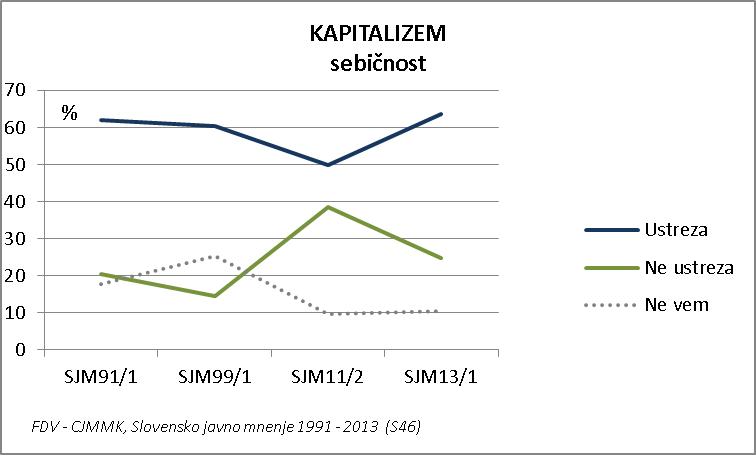 KAPITALIZEM
sebičnost
%
70
60
50
40
30
20
10
0
SJM91/1 SJM99/1 SJM11/2 SJM13/1
Ustreza
Ne ustreza
Ne vem
FDV - CJMMK, Slovensko javno mnenje 1991 - 2013 (S46)